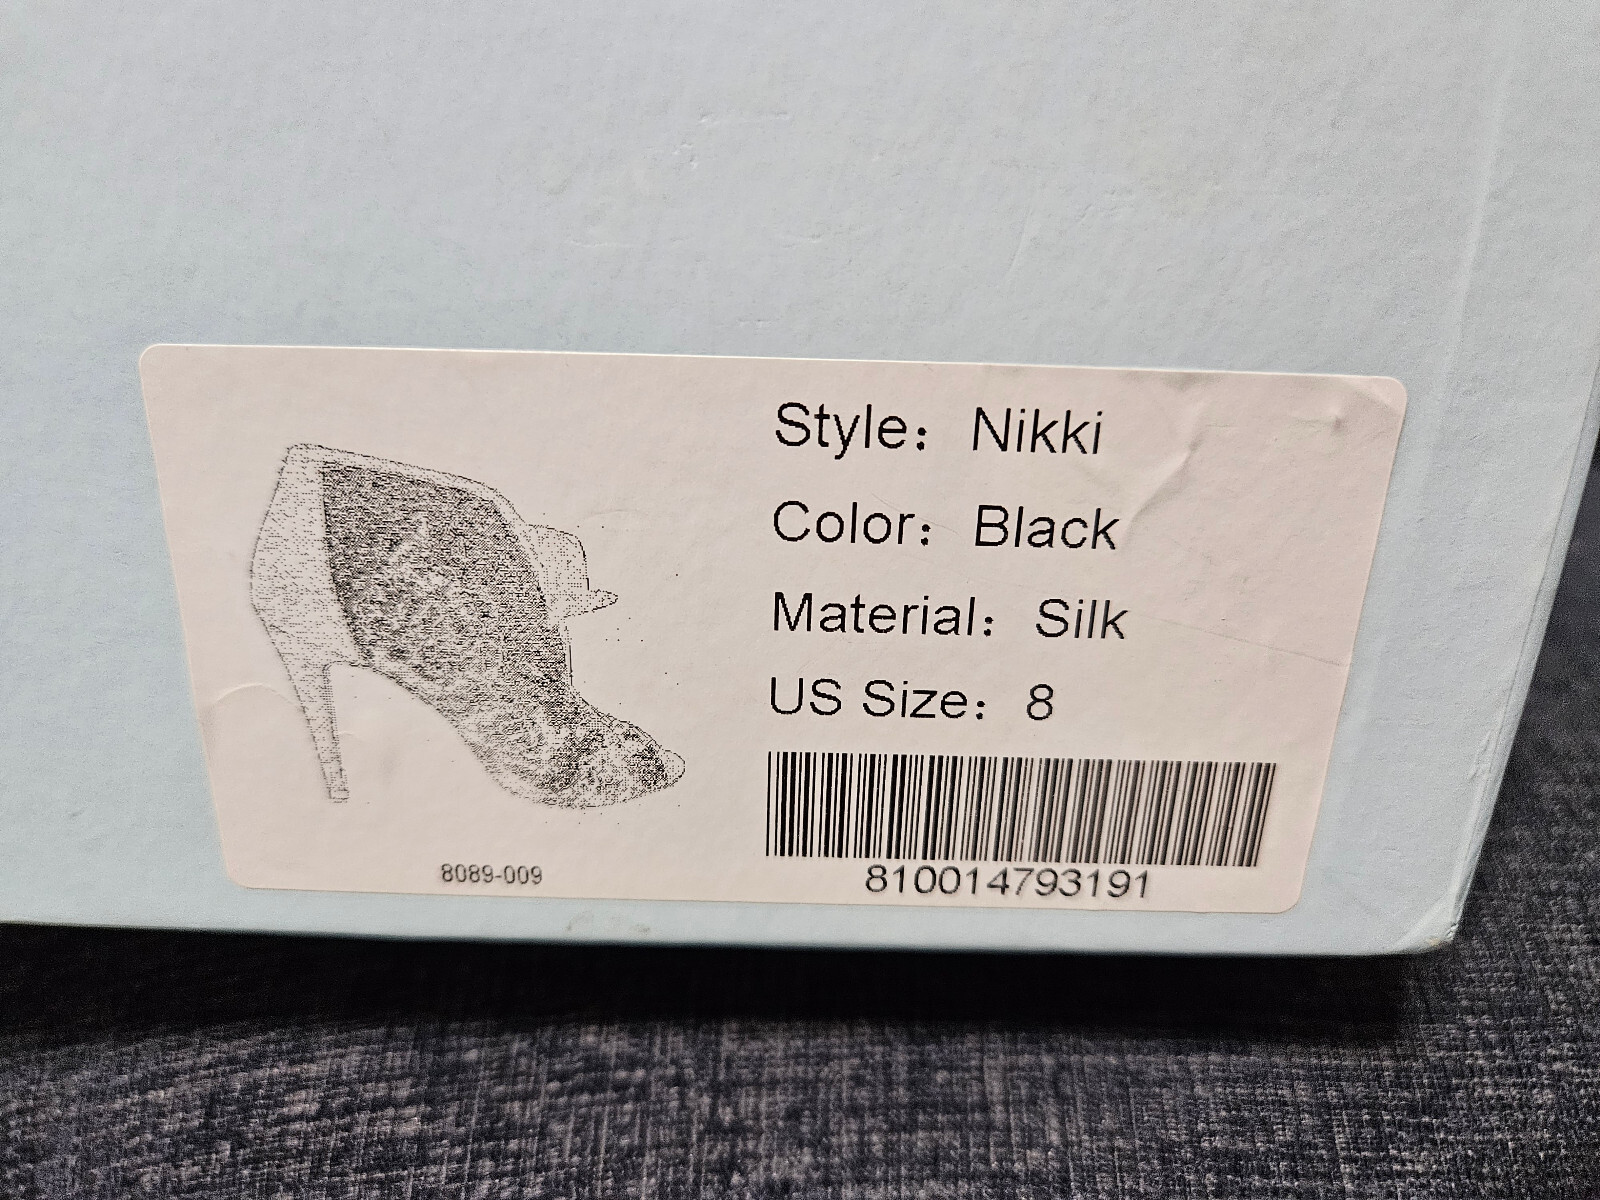 Style: Nikki
Color: Black
Material: Silk
US Size: 8
810014793191
8089-009